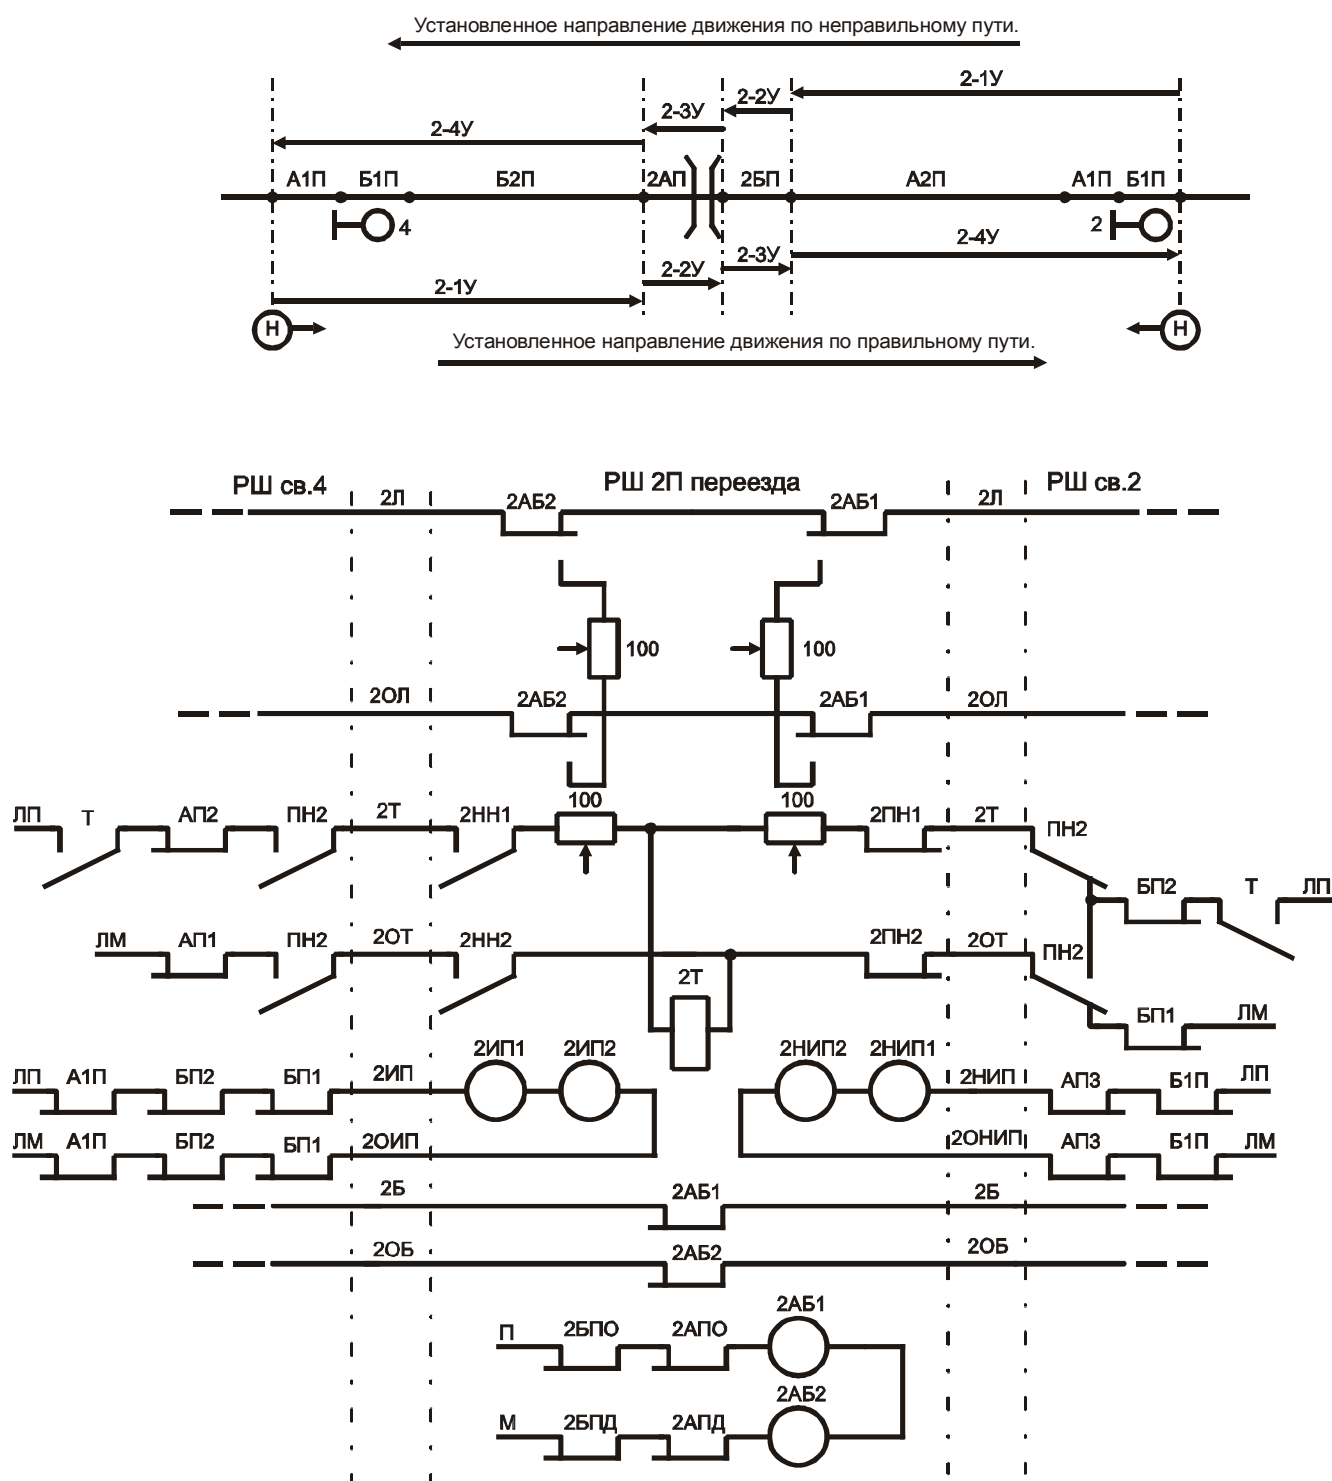 Установленное направление движения по неправильному пути.
2-1У
2-2У
2-3У
2-4У
А1П Б1П Б2П 2АП 2БП А2П А1П Б1П
4 2
2-4У
2-3У
2-2У
2-1У
Н Н
Установленное направление движения по правильному пути.
РШ св.4 РШ 2П переезда РШ св.2
2Л 2АБ2 2АБ1 2Л
100 100
2ОЛ 2АБ2 2АБ1 2ОЛ
100 100
ЛП Т АП2 ПН2 2Т 2НН1 2ПН1 2Т ПН2
БП2 Т ЛП
ЛМ АП1 ПН2 2ОТ 2НН2 2ПН2 2ОТ ПН2
2Т
БП1 ЛМ
2ИП1 2ИП2 2НИП2 2НИП1
ЛП А1П БП2 БП1 2ИП 2НИП АП3 Б1П ЛП
ЛМ А1П БП2 БП1 2ОИП 2ОНИП АП3 Б1П ЛМ
2Б 2АБ1 2Б
2ОБ 2АБ2 2ОБ
2АБ1
П 2БПО 2АПО
2АБ2
М 2БПД 2АПД